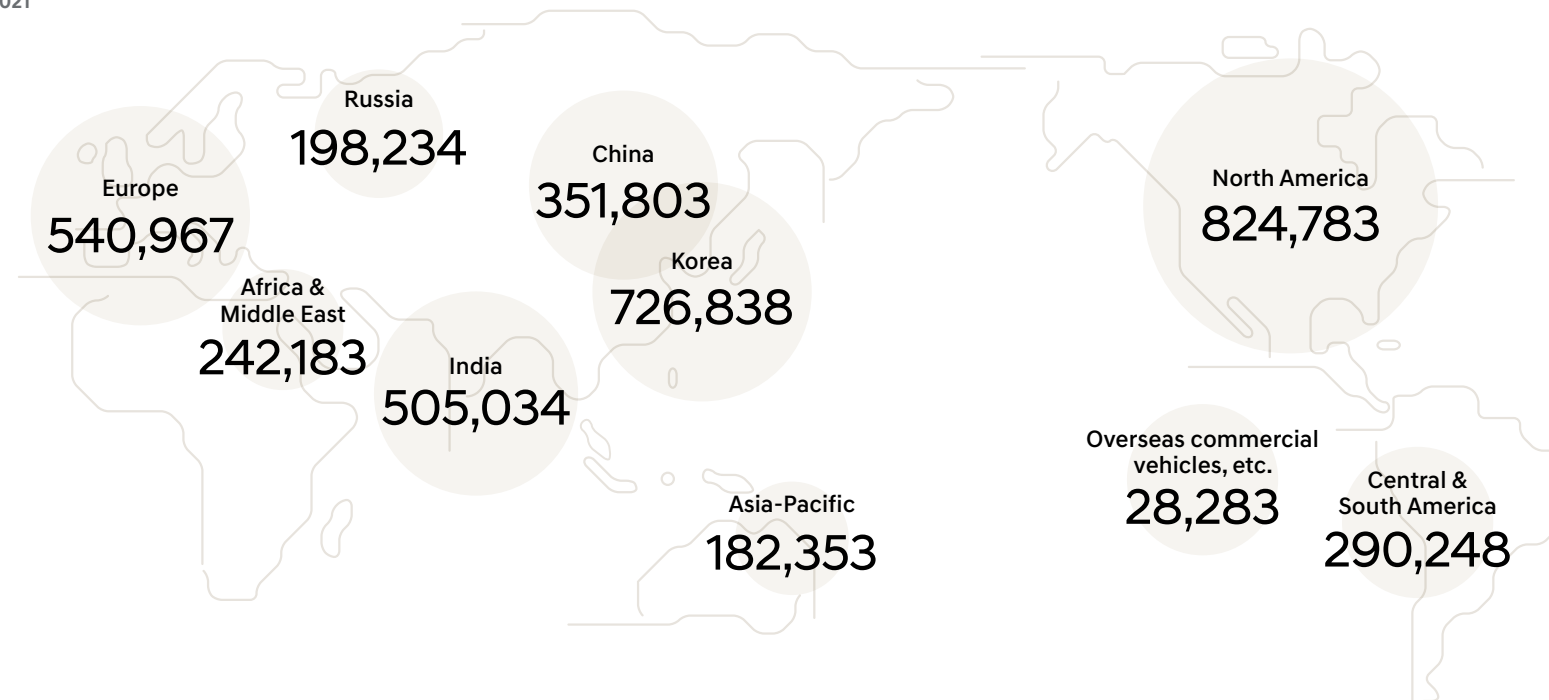 Russia
198,234
China
351,803
Europe
540,967
North America
824,783
Korea
726,838
Africa &
Middle East
242,183
India
505,034
Overseas commercial
vehicles, etc.
28,283
Central &
South America
290,248
Asia-Pacific
182,353